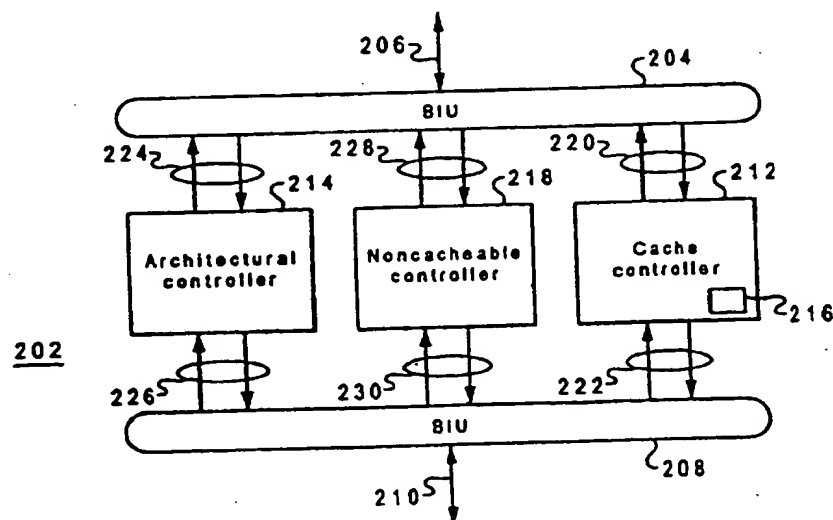 206
204
BIU
224
228
220
214
218
212
Architectural
controller
Noncacheable
controller
Cache
controller
216
202
226
230
222
BIU
208
210